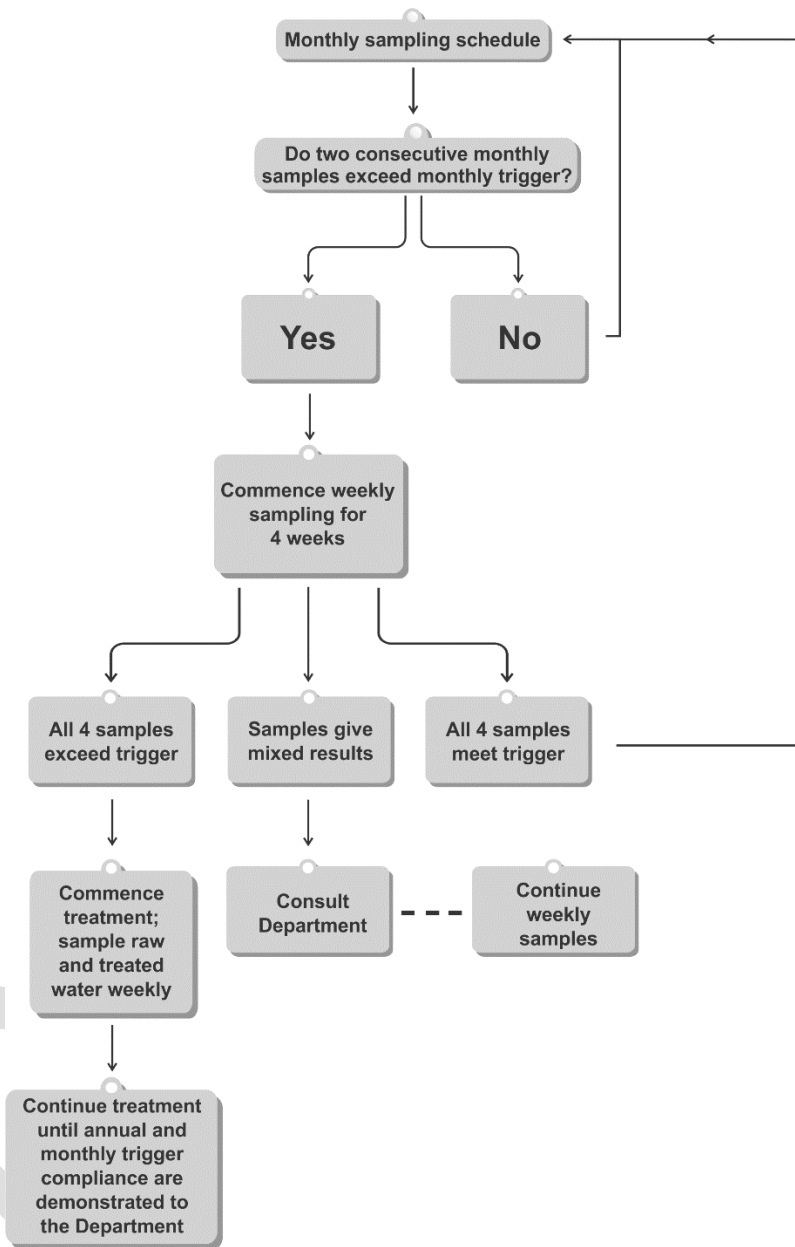 Monthly sampling schedule
Do two consecutive monthly
samples exceed monthly trigger?
Yes
No
Commence weekly
sampling for
4 weeks
All 4 samples
exceed trigger
Samples give
mixed results
All 4 samples
meet trigger
Commence
treatment;
sample raw
and treated
water weekly
Consult
Department
Continue
weekly
samples
Continue treatment
until annual and
monthly trigger
compliance are
demonstrated to
the Department